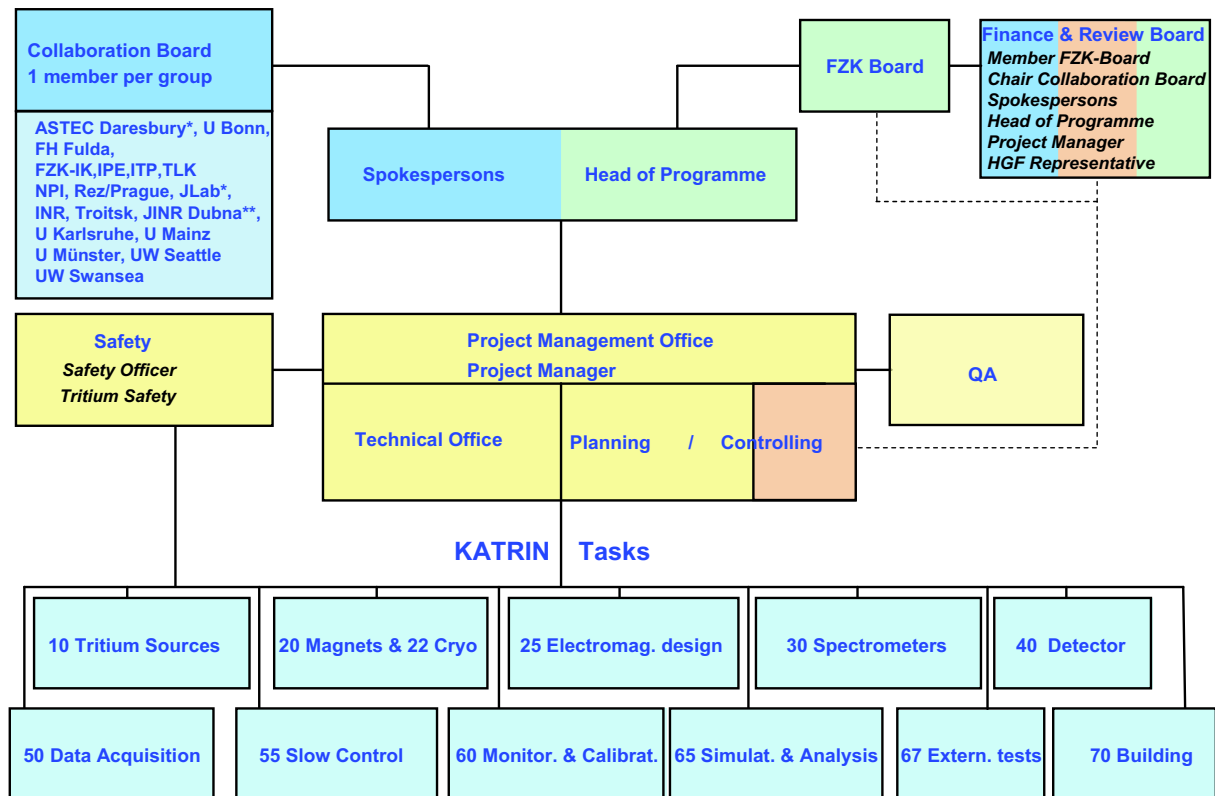 Collaboration Board
1 member per group
ASTEC Daresbury*, U Bonn,
FH Fulda,
FZK-IK,IPE,ITP,TLK
NPI, Rez/Prague, JLab*,
INR, Troitsk, JINR Dubna**,
U Karlsruhe, U Mainz
U Münster, UW Seattle
UW Swansea
FZK Board
Finance & Review Board
Member FZK-Board
Chair Collaboration Board
Spokespersons
Head of Programme
Project Manager
HGF Representative
Spokespersons
Head of Programme
Safety
Safety Officer
Tritium Safety
Project Management Office
Project Manager
Technical Office
Planning / Controlling
QA
KATRIN Tasks
10 Tritium Sources
20 Magnets & 22 Cryo
25 Electromag. design
30 Spectrometers
40 Detector
50 Data Acquisition
55 Slow Control
60 Monitor. & Calibrat.
65 Simulat. & Analysis
67 Extern. tests
70 Building